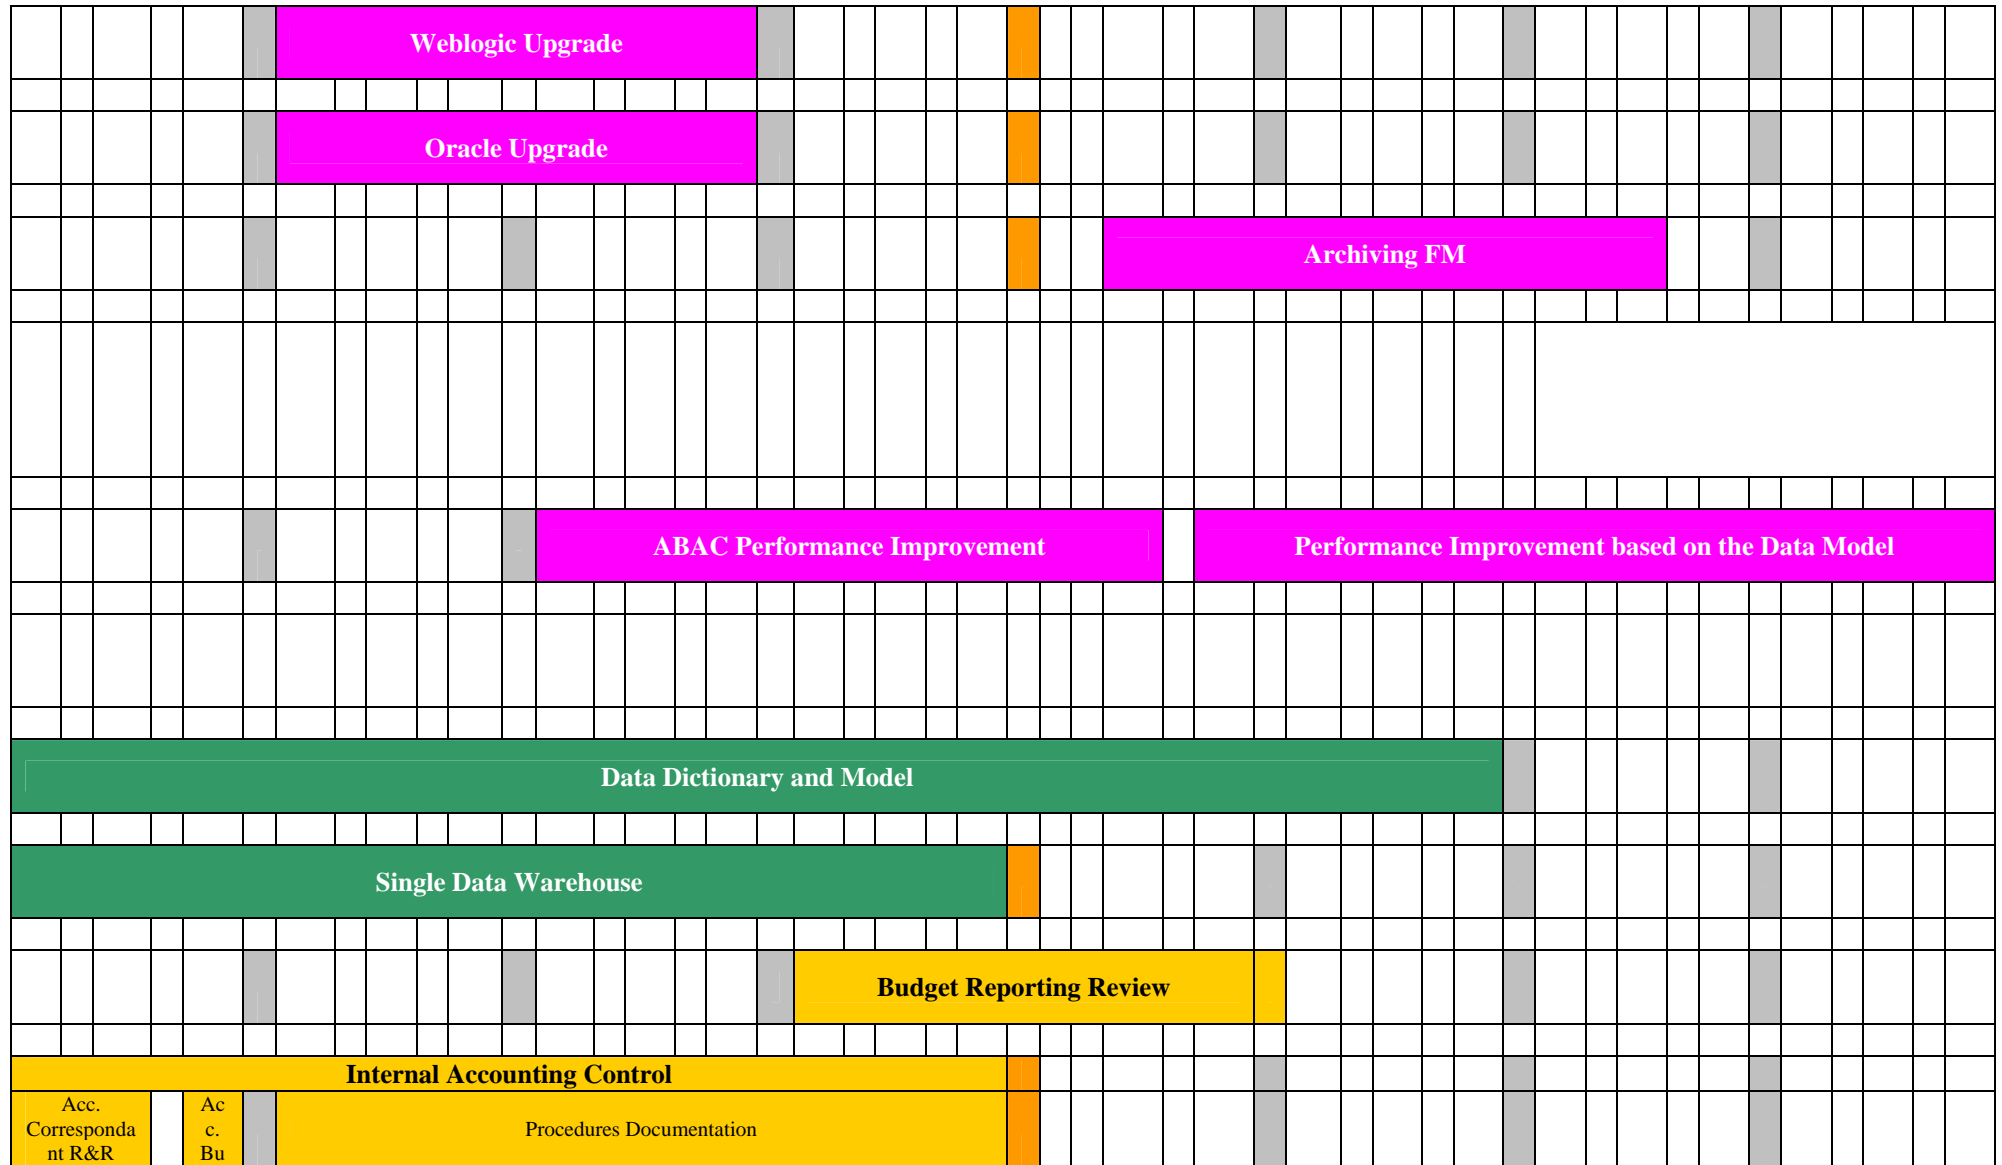 Weblogic Upgrade
Oracle Upgrade
Archiving FM
ABAC Performance Improvement
Performance Improvement based on the Data Model
Data Dictionary and Model
Single Data Warehouse
Budget Reporting Review
Internal Accounting Control
Acc.
Corresponda
nt R&R
Ac
c.
Bu
Procedures Documentation